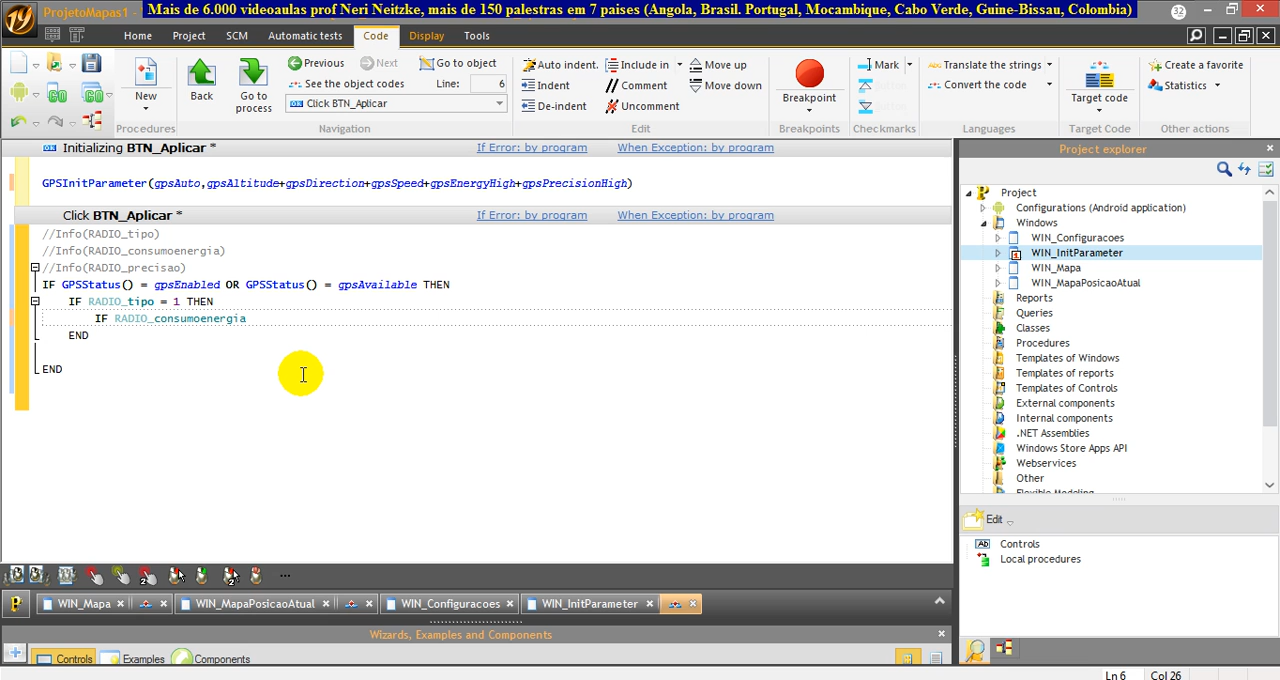 ProjetoMapas1 -
Mais de 6.000 videoaulas prof Neri Neitzke, mais de 150 palestras em 7 paises (Angola, Brasil. Portugal, Mocambique, Cabo Verde, Guine-Bissau, Colombia)
32
Home Project SCM Automatic tests Code Display Tools
New
Procedures
Back
Go to process
Previous Next Go to object
See the object codes Line: 6
Click BTN_Aplicar
Navigation
Auto indent. Include in Move up
Indent Comment Move down
De-indent Uncomment
Edit
Breakpoint
Breakpoints
Mark
Checkmarks
Translate the strings
Convert the code
Languages
Target code
Target Code
Create a favorite
Statistics
Other actions
Initializing BTN_Aplicar * If Error: by program When Exception: by program
GPSInitParameter(gpsAuto,gpsAltitude+gpsDirection+gpsSpeed+gpsEnergyHigh+gpsPrecisionHigh)
Click BTN_Aplicar * If Error: by program When Exception: by program
//Info(RADIO_tipo)
//Info(RADIO_consumoenergia)
//Info(RADIO_precisao)
IF GPSStatus() = gpsEnabled OR GPSStatus() = gpsAvailable THEN
IF RADIO_tipo = 1 THEN
IF RADIO_consumoenergia
END
END
Project explorer
Project
Configurations (Android application)
Windows
WIN_Configuracoes
WIN_InitParameter
WIN_Mapa
WIN_MapaPosicaoAtual
Reports
Queries
Classes
Procedures
Templates of Windows
Templates of reports
Templates of Controls
External components
Internal components
.NET Assemblies
Windows Store Apps API
Webservices
Other
Flexible Modeling
Edit
Controls
Local procedures
WIN_Mapa WIN_MapaPosicaoAtual WIN_Configuracoes WIN_InitParameter
Wizards, Examples and Components
Controls Examples Components
Ln 6 Col 26